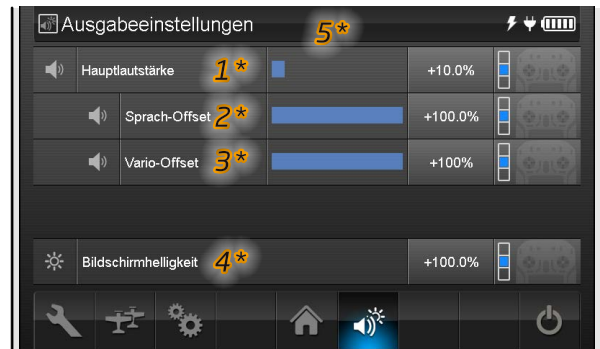 Ausgabeeinstellungen 5*
Hauptlautstärke 1* +10.0%
Sprach-Offset 2* +100.0%
Vario-Offset 3* +100%
Bildschirmhelligkeit 4* +100.0%